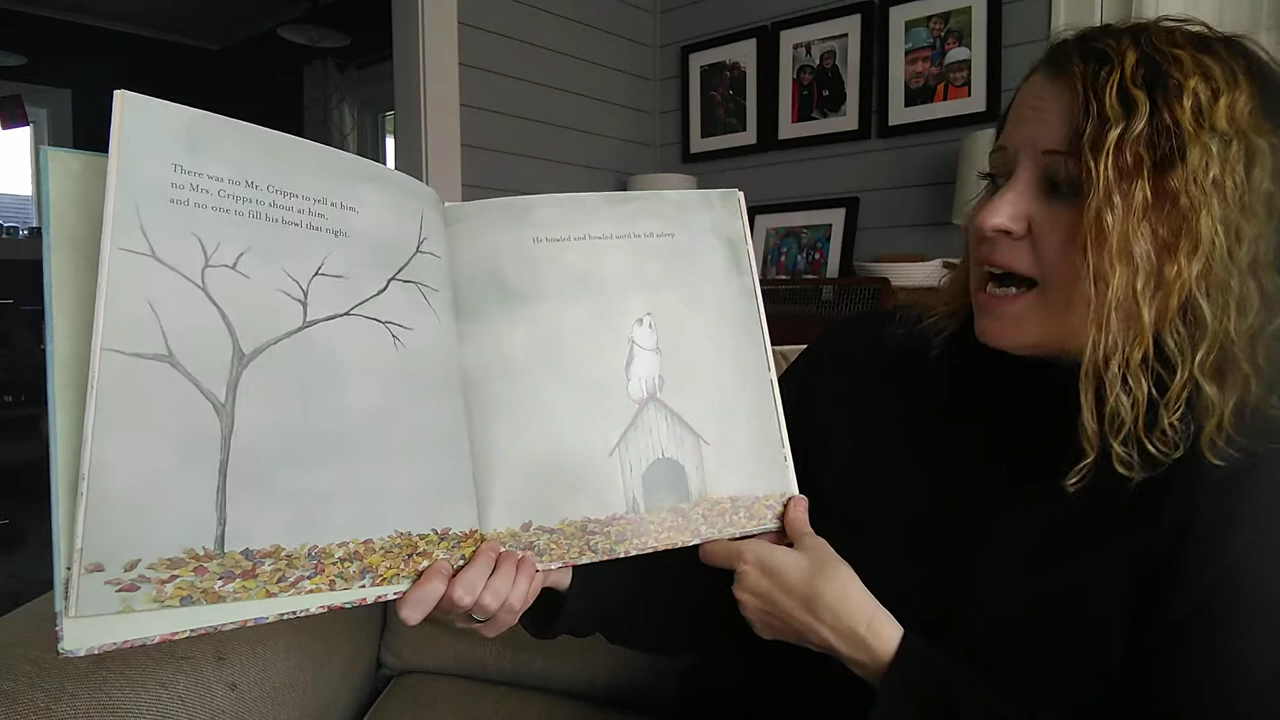 There was no Mr. Cripps to yell at him,
no Mrs. Cripps to shout at him,
and no one to fill his bowl that night.
He howled and howled until he fell asleep.